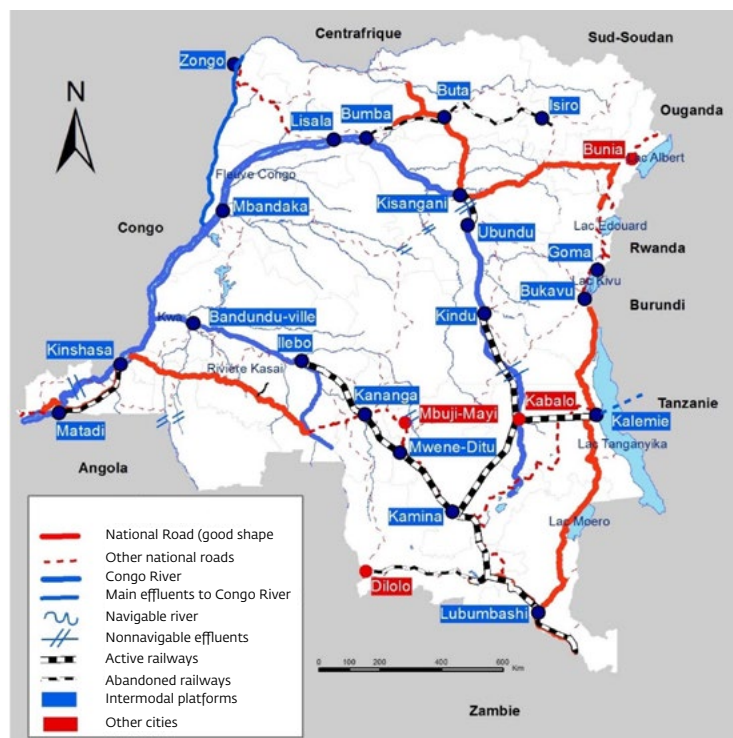 Centrafrique
Sud-Soudan
Zongo
N
Buta
Bumba
Isiro
Lisala
Ouganda
Bunia
Lac Albert
Fleuve Congo
Kisangani
Mbandaka
Ubundu
Lac Edouard
Congo
Rwanda
Goma
Lac Kivu
Bukavu
Burundi
Kwa
Bandundu-ville
Kindu
Ilebo
Kinshasa
Rivière Kasai
Kananga
Mbuji-Mayi
Kabalo
Tanzanie
Kalemie
Matadi
Mwene-Ditu
Lac Tanganyika
Angola
Kamina
Lac Moero
Dilolo
Lubumbashi
National Road (good shape
Other national roads
Congo River
Main effluents to Congo River
Navigable river
Nonnavigable effluents
Active railways
Abandoned railways
Intermodal platforms
Other cities
0 100 200 400 600
Km
Zambie